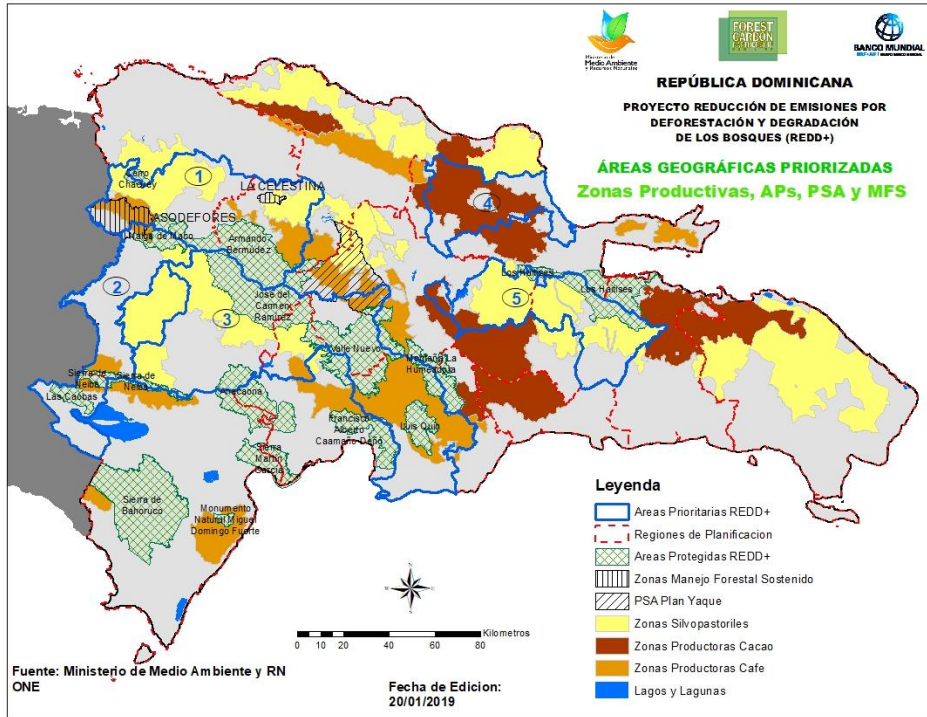 Ministerio de
Medio Ambiente
y Recursos Naturales
FOREST
CARBON
PARTNERSHIP
BANCO MUNDIAL
REPÚBLICA DOMINICANA
PROYECTO REDUCCIÓN DE EMISIONES POR
DEFORESTACIÓN Y DEGRADACIÓN
DE LOS BOSQUES (REDD+)
ÁREAS GEOGRÁFICAS PRIORIZADAS
Zonas Productivas, APs, PSA y MFS
1
Cerro
Chacuey
LA CELESTINA
ASODEFORES
Nalga de Maco
Armando
Bermúdez
4
2
3
José del
Carmen
Ramirez
Los Haitises
Los Haitises
5
Valle Nuevo
Montaña La
Humeadora
Sierra de
Neiba
Sierra de
Neiba
Las Caobas
Anacaona
Francisco
Alberto
Caamaño Deñó
Luis Quin
Sierra
Martin
García
Sierra de
Bahoruco
Monumento
Natural Miguel
Domingo Fuerte
Leyenda
Areas Prioritarias REDD+
Regiones de Planificacion
Areas Protegidas REDD+
Zonas Manejo Forestal Sostenido
PSA Plan Yaque
Zonas Silvopastoriles
Zonas Productoras Cacao
Zonas Productoras Cafe
Lagos y Lagunas
Kilometros
0 10 20 40 60 80
Fuente: Ministerio de Medio Ambiente y RN
ONE
Fecha de Edicion:
20/01/2019